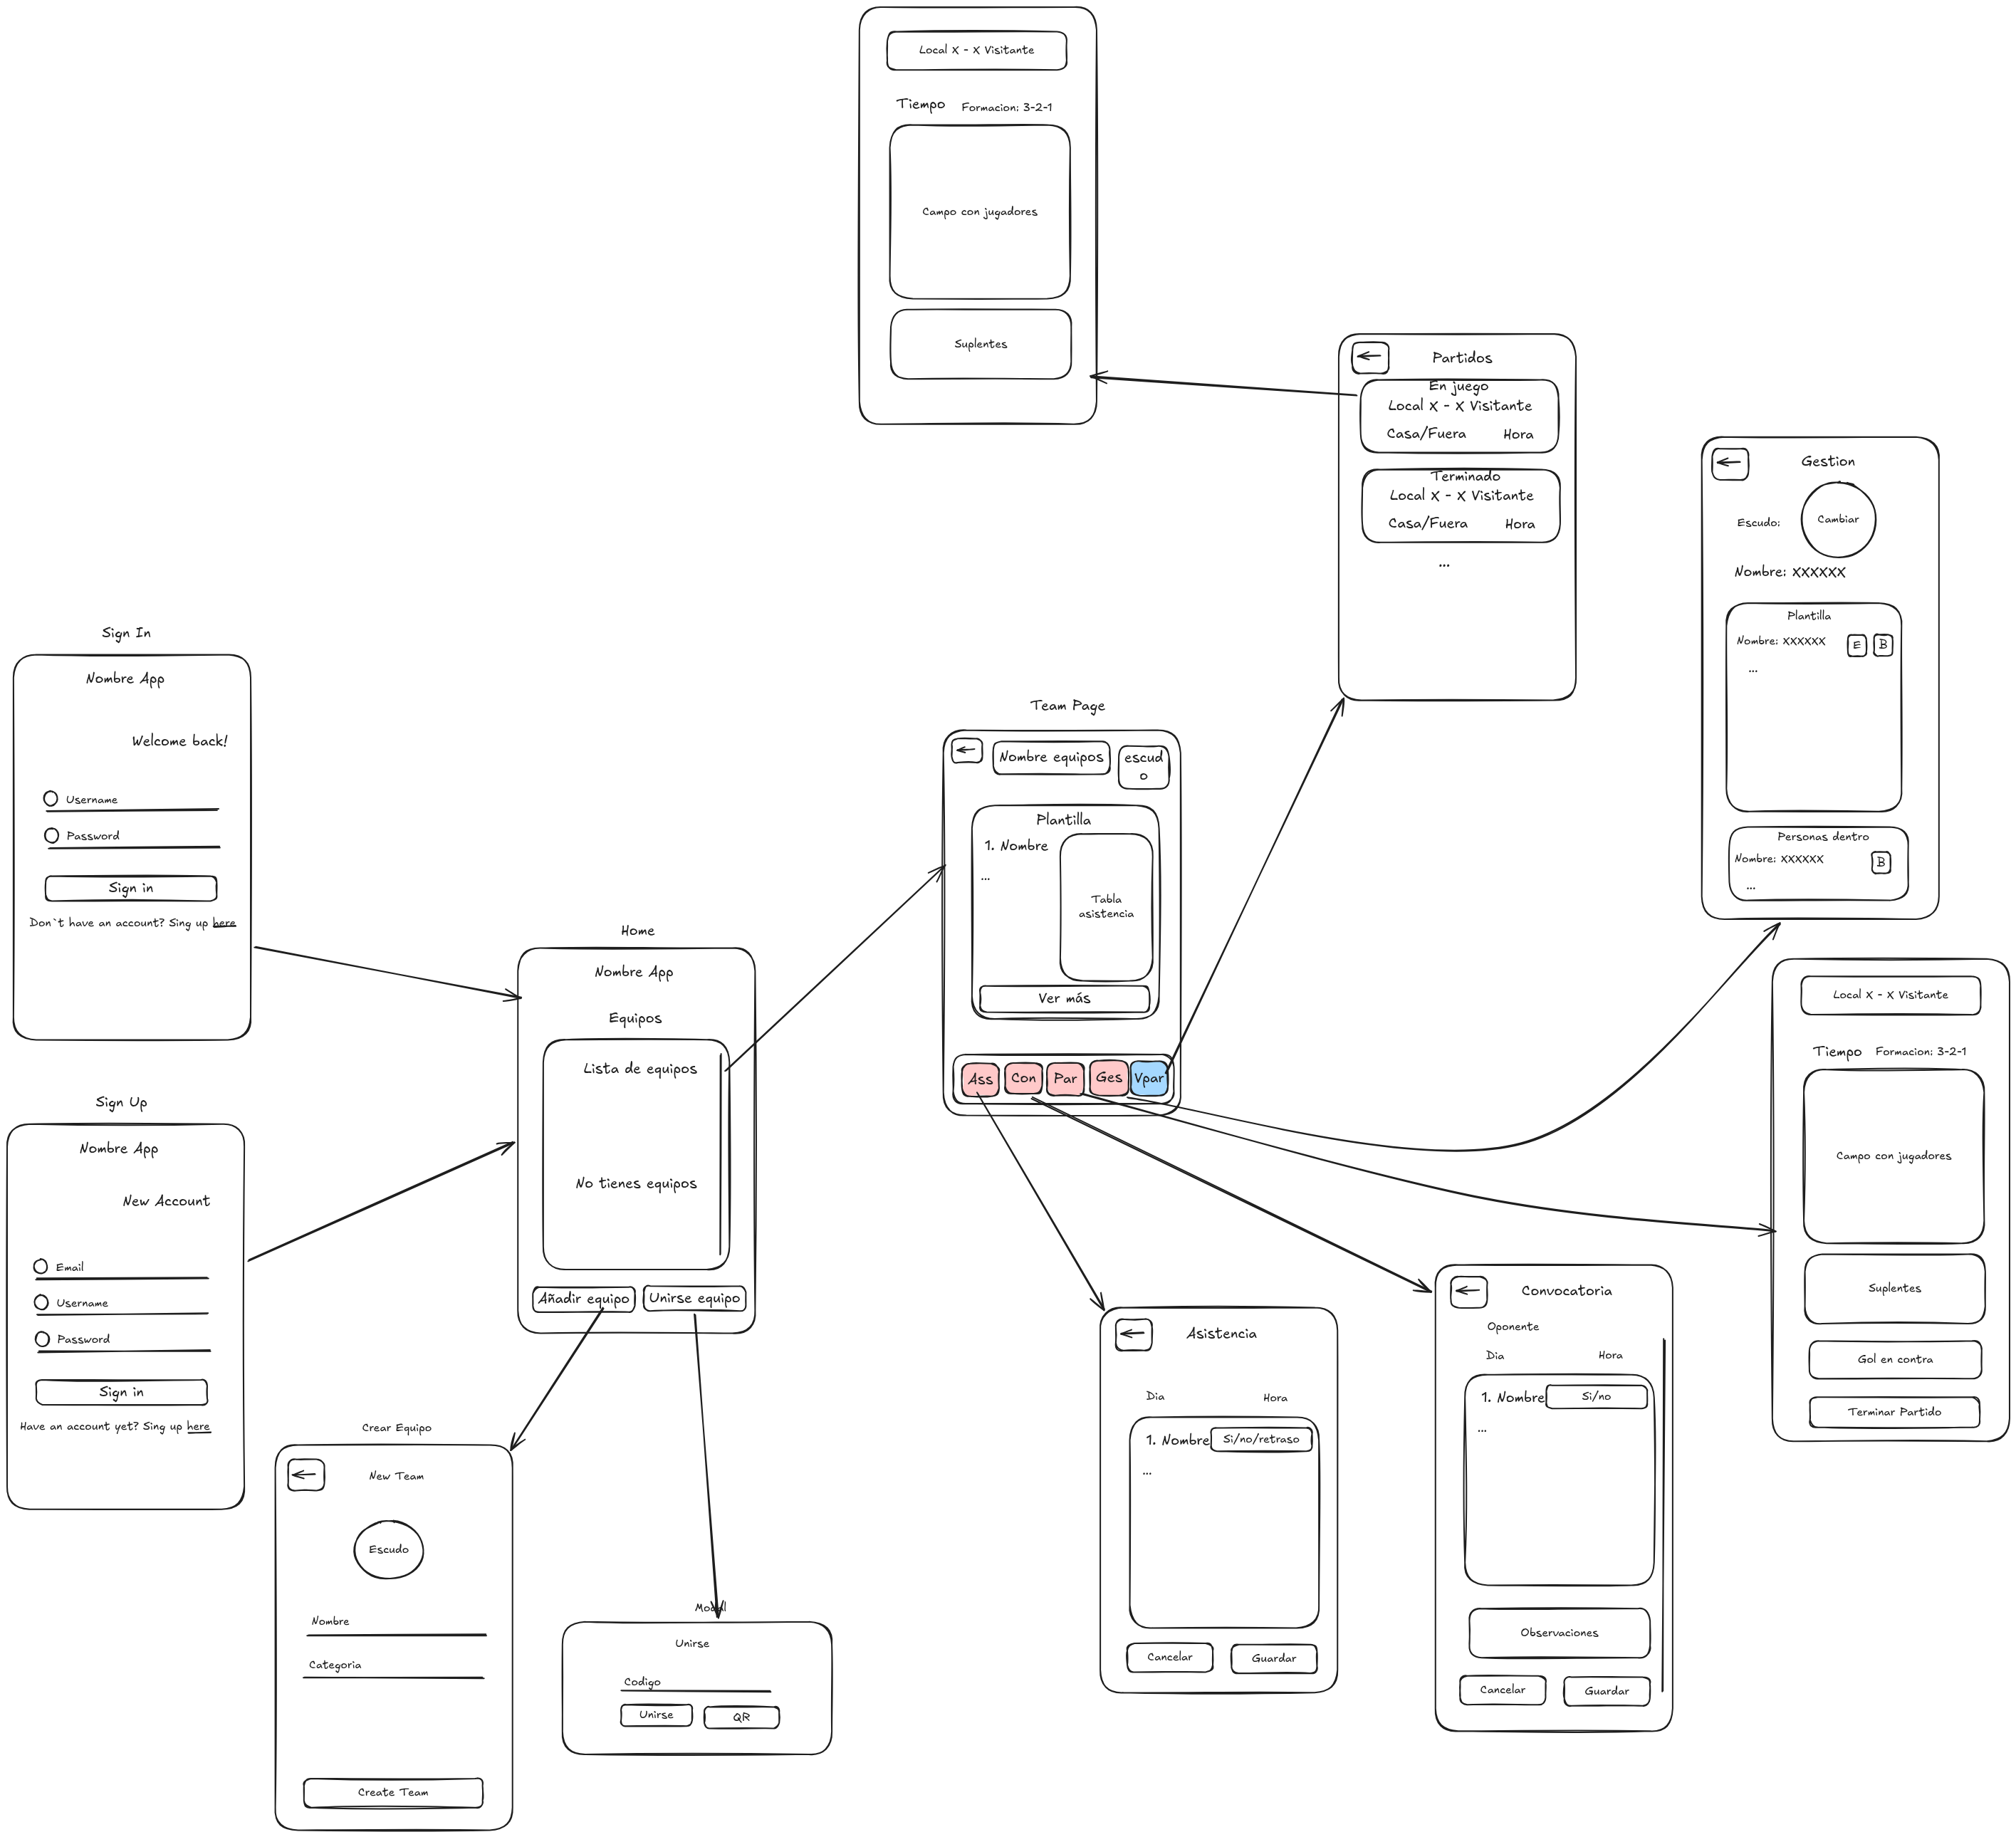 Local X - X Visitante
Tiempo
Formacion: 3-2-1
Campo con jugadores
Suplentes
Partidos
En juego
Local X - X Visitante
Casa/Fuera
Hora
Terminado
Local X - X Visitante
Casa/Fuera
Hora
...
Gestion
Escudo:
Cambiar
Nombre: XXXXXX
Plantilla
Nombre: XXXXXX
E
B
...
Personas dentro
Nombre: XXXXXX
B
...
Sign In
Nombre App
Welcome back!
Username
Password
Sign in
Don`t have an account? Sing up here
Team Page
Nombre equipos
escud
o
Plantilla
1. Nombre
...
Tabla
asistencia
Ver más
Ass
Con
Par
Ges
Vpar
Home
Nombre App
Equipos
Lista de equipos
No tienes equipos
Añadir equipo
Unirse equipo
Local X - X Visitante
Tiempo
Formacion: 3-2-1
Campo con jugadores
Suplentes
Gol en contra
Terminar Partido
Sign Up
Nombre App
New Account
Email
Username
Password
Sign in
Have an account yet? Sing up here
Convocatoria
Oponente
Dia
Hora
1. Nombre
Si/no
...
Observaciones
Cancelar
Guardar
Asistencia
Dia
Hora
1. Nombre
Si/no/retraso
...
Cancelar
Guardar
Crear Equipo
New Team
Escudo
Nombre
Categoria
Create Team
Modal
Unirse
Codigo
Unirse
QR